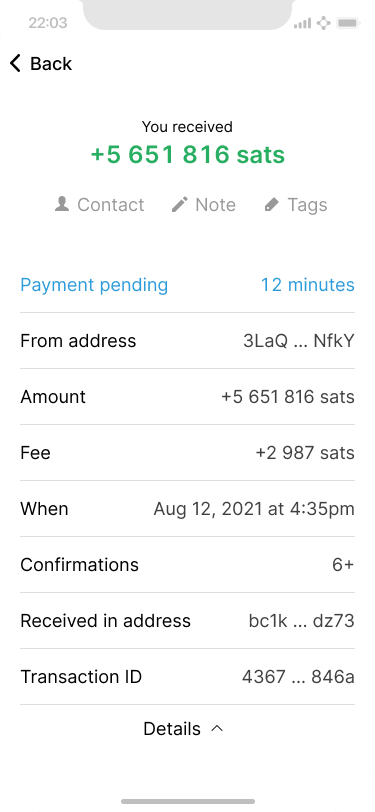 22:03
Back
You received
+5 651 816 sats
Contact Note Tags
Payment pending 12 minutes
From address 3LaQ ... NfkY
Amount +5 651 816 sats
Fee +2 987 sats
When Aug 12, 2021 at 4:35pm
Confirmations 6+
Received in address bc1k ... dz73
Transaction ID 4367 ... 846a
Details